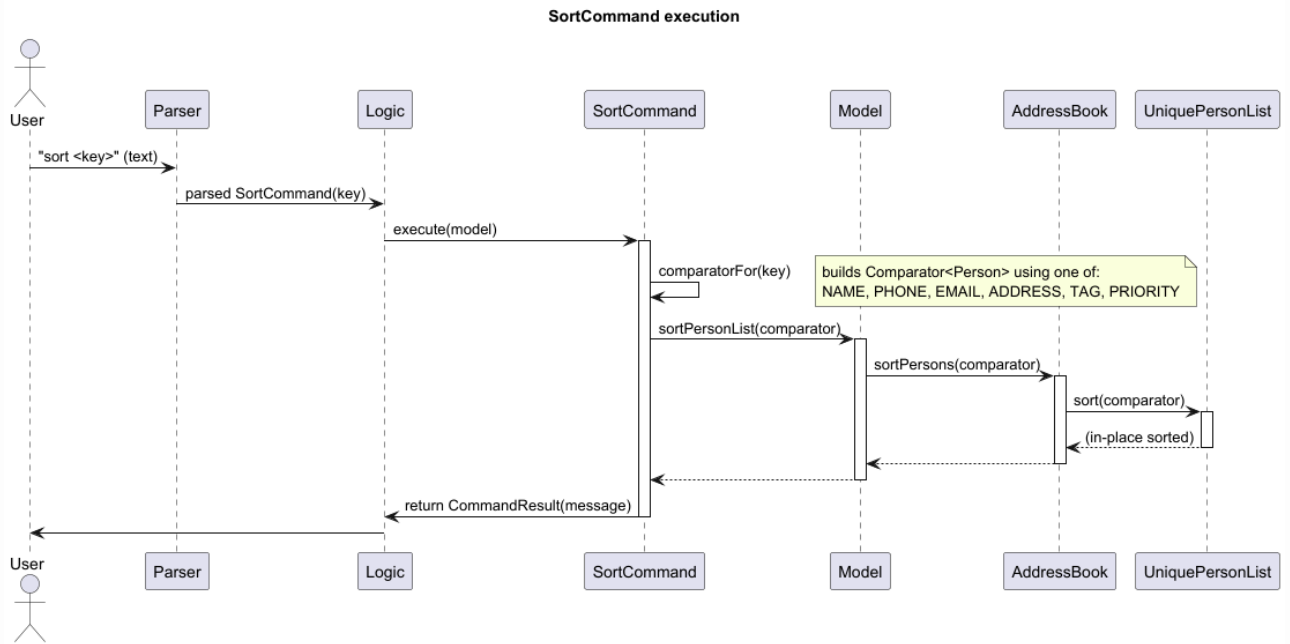 SortCommand execution
User
Parser
Logic
SortCommand
Model
AddressBook
UniquePersonList
"sort <key>" (text)
parsed SortCommand(key)
execute(model)
comparatorFor(key)
builds Comparator<Person> using one of:
NAME, PHONE, EMAIL, ADDRESS, TAG, PRIORITY
sortPersonList(comparator)
sortPersons(comparator)
sort(comparator)
(in-place sorted)
return CommandResult(message)
User
Parser
Logic
SortCommand
Model
AddressBook
UniquePersonList